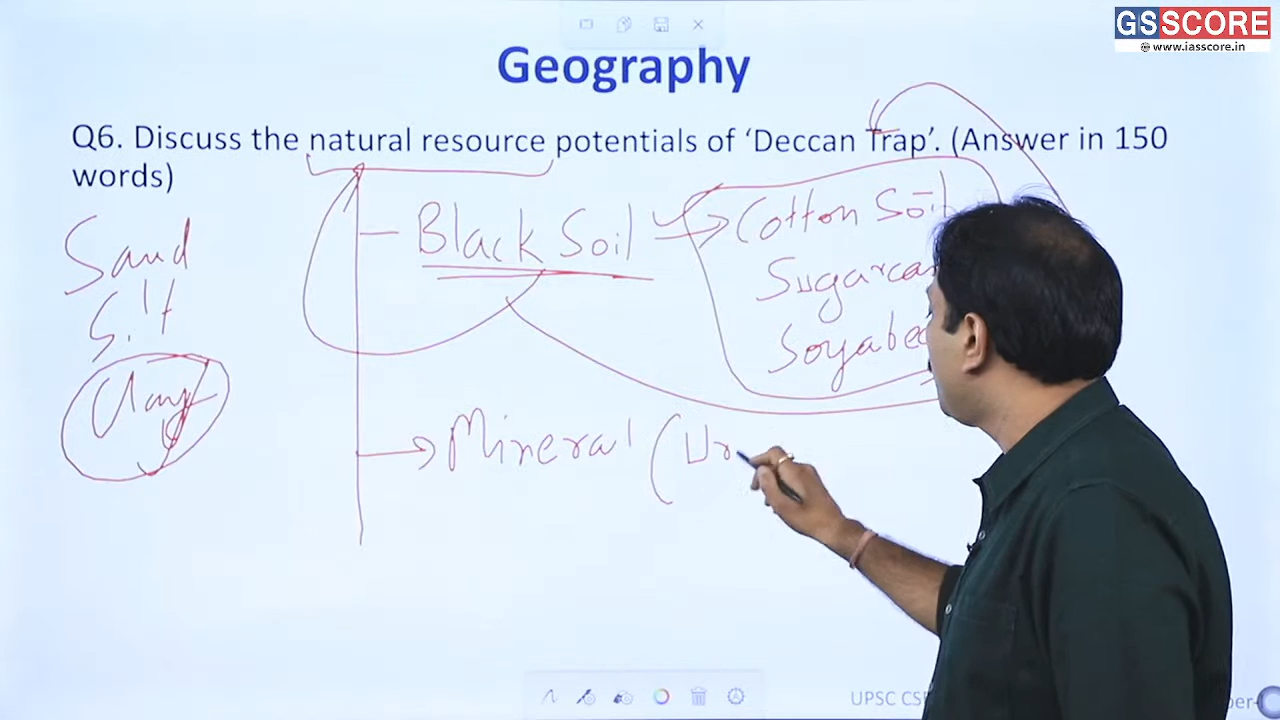 GSSCORE
www.iasscore.in
Geography
Q6. Discuss the natural resource potentials of ‘Deccan Trap’. (Answer in 150
words)
Sand
Silt
Clay
Black Soil → Cotton Soil
Sugarcan
Soyabea
Mineral (Ur
UPSC CS